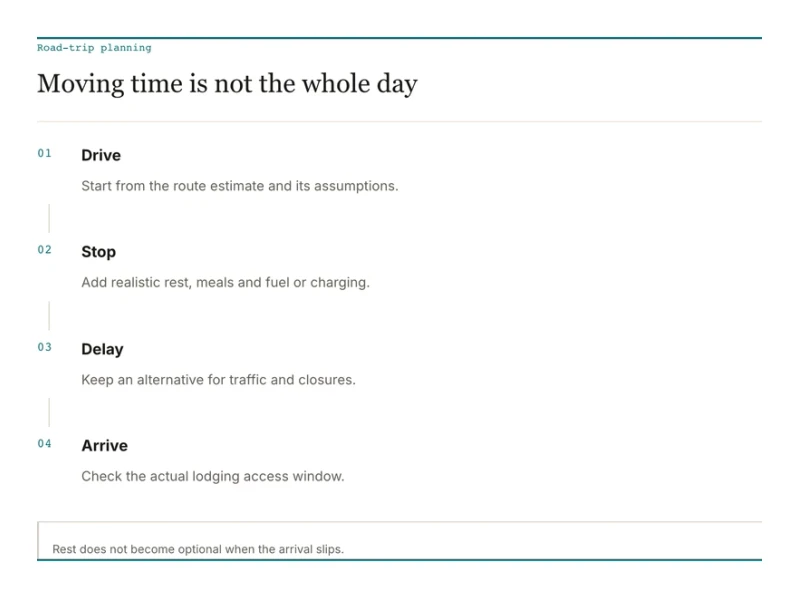 Road-trip planning
Moving time is not the whole day
01
Drive
Start from the route estimate and its assumptions.
02
Stop
Add realistic rest, meals and fuel or charging.
03
Delay
Keep an alternative for traffic and closures.
04
Arrive
Check the actual lodging access window.
Rest does not become optional when the arrival slips.